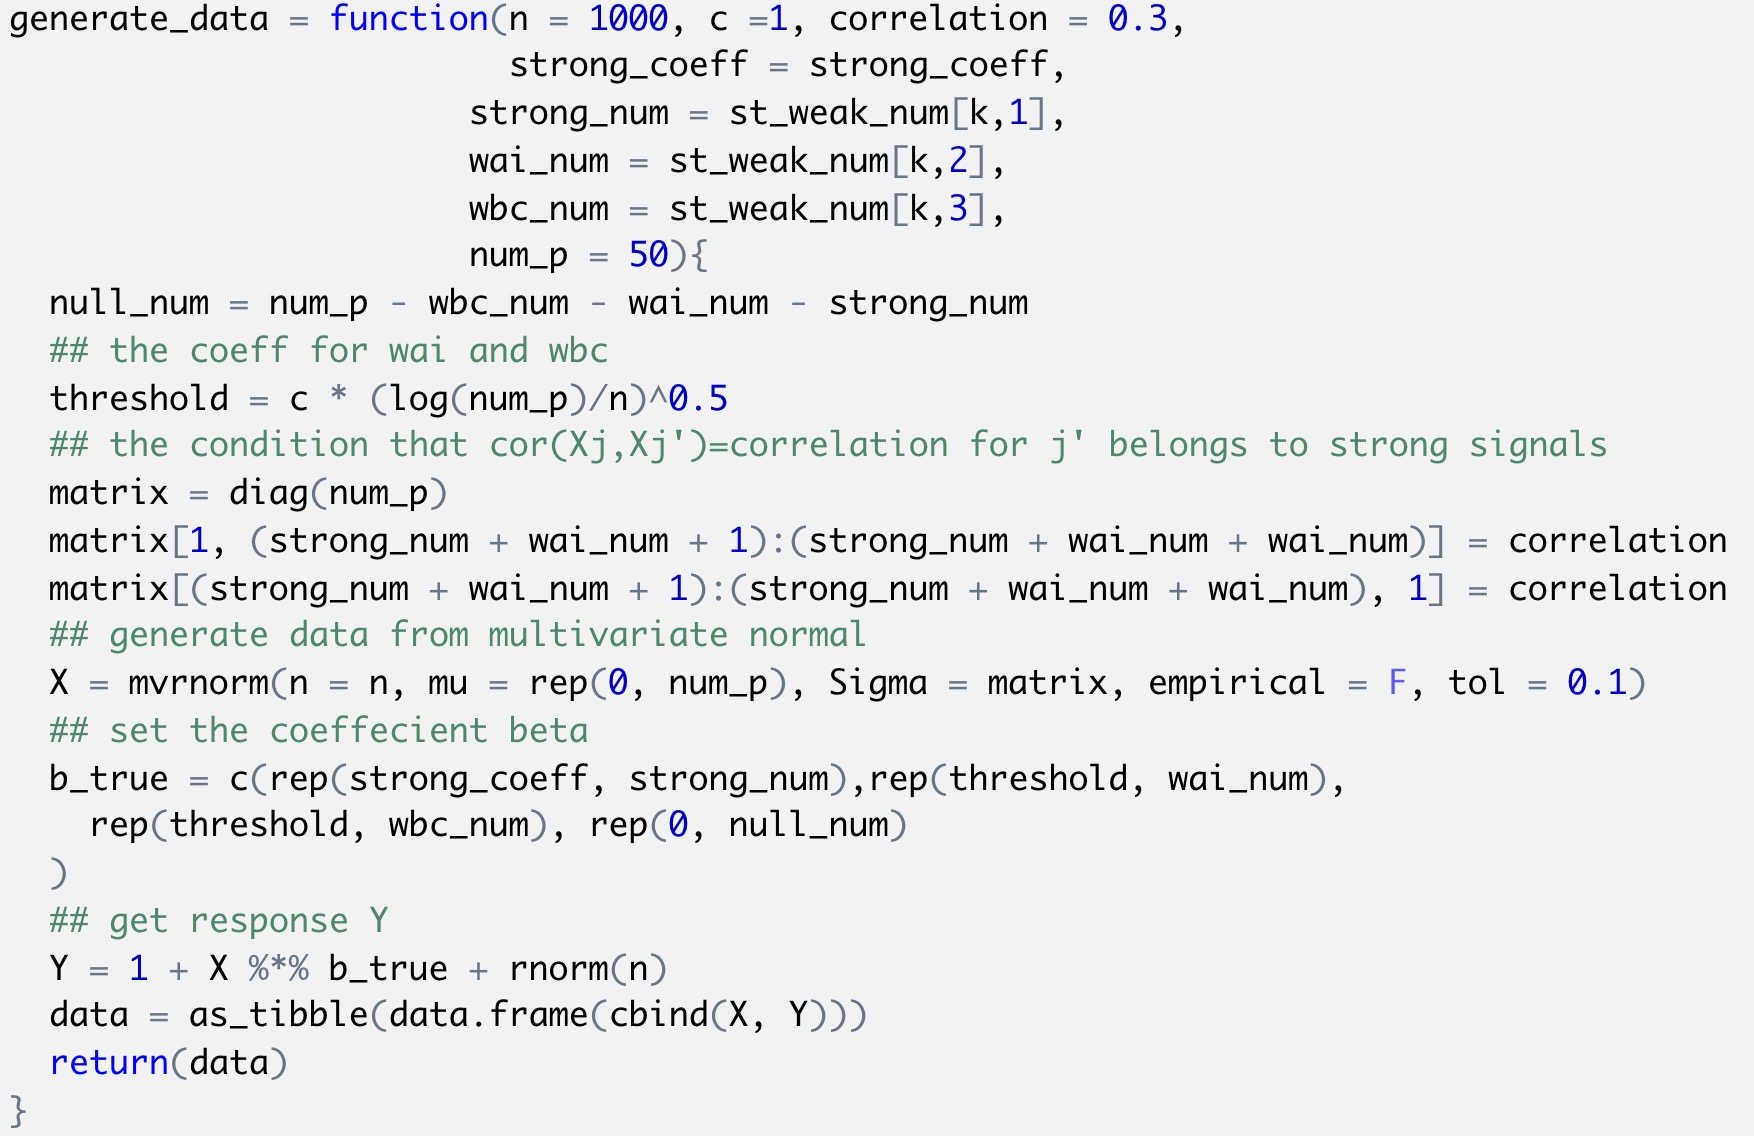 generate_data = function(n = 1000, c =1, correlation = 0.3,
                         strong_coeff = strong_coeff,
                       strong_num = st_weak_num[k,1],
                       wai_num = st_weak_num[k,2],
                       wbc_num = st_weak_num[k,3],
                       num_p = 50){
  null_num = num_p - wbc_num - wai_num - strong_num
  ## the coeff for wai and wbc
  threshold = c * (log(num_p)/n)^0.5
  ## the condition that cor(Xj,Xj')=correlation for j' belongs to strong signals
  matrix = diag(num_p)
  matrix[1, (strong_num + wai_num + 1):(strong_num + wai_num + wai_num)] = correlation
  matrix[(strong_num + wai_num + 1):(strong_num + wai_num + wai_num), 1] = correlation
  ## generate data from multivariate normal
  X = mvrnorm(n = n, mu = rep(0, num_p), Sigma = matrix, empirical = F, tol = 0.1)
  ## set the coeffecient beta
  b_true = c(rep(strong_coeff, strong_num),rep(threshold, wai_num),
    rep(threshold, wbc_num), rep(0, null_num)
  )
  ## get response Y
  Y = 1 + X %*% b_true + rnorm(n)
  data = as_tibble(data.frame(cbind(X, Y)))
  return(data)
}